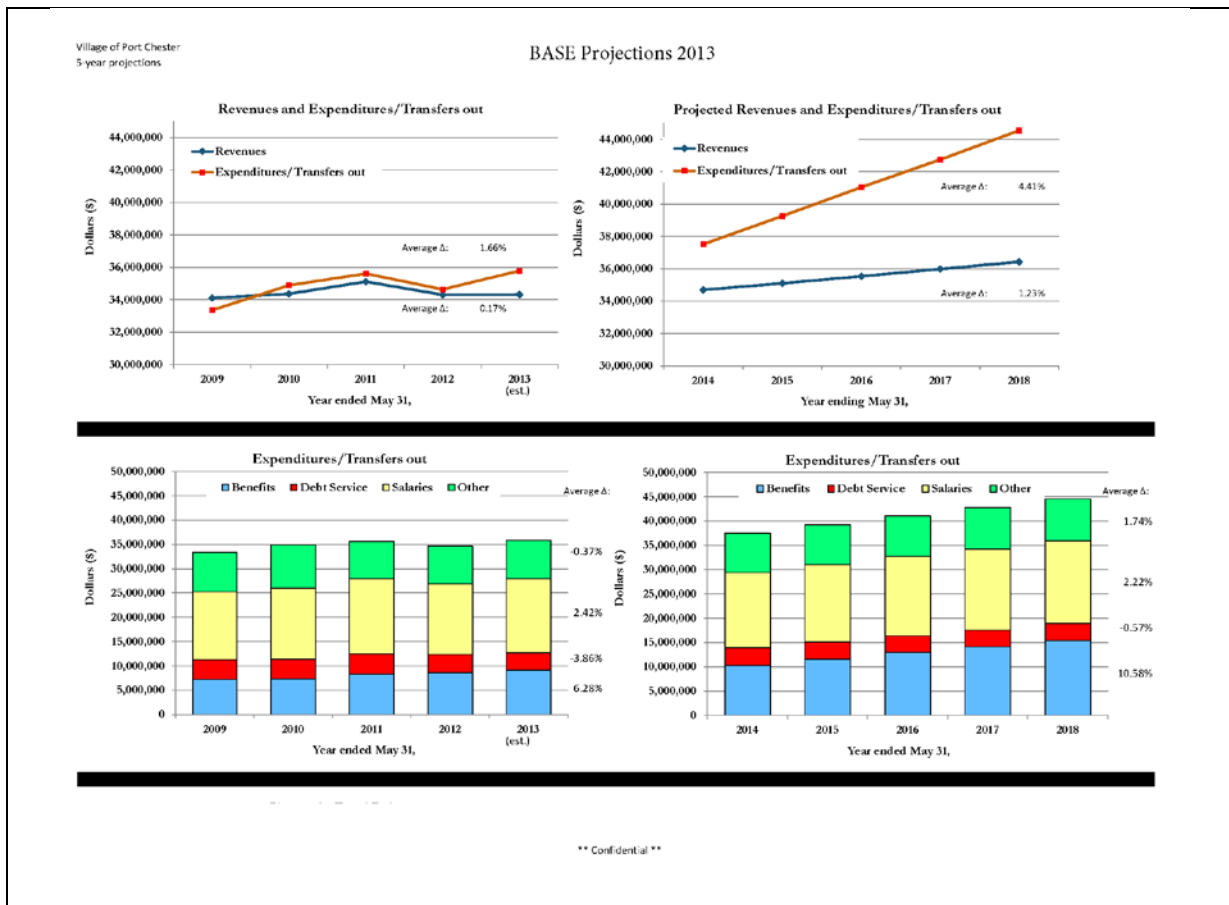 Village of Port Chester
5-year projections
BASE Projections 2013
Revenues and Expenditures/Transfers out
44,000,000
42,000,000
40,000,000
38,000,000
36,000,000
34,000,000
32,000,000
30,000,000
Dollars ($)
Revenues
Expenditures/Transfers out
Average Δ: 1.66%
Average Δ: 0.17%
2009 2010 2011 2012 2013
(est.)
Year ended May 31,
Projected Revenues and Expenditures/Transfers out
44,000,000
42,000,000
40,000,000
38,000,000
36,000,000
34,000,000
32,000,000
30,000,000
Dollars ($)
Revenues
Expenditures/Transfers out
Average Δ: 4.41%
Average Δ: 1.23%
2014 2015 2016 2017 2018
Year ending May 31,
Expenditures/Transfers out
50,000,000
45,000,000
40,000,000
35,000,000
30,000,000
25,000,000
20,000,000
15,000,000
10,000,000
5,000,000
0
Dollars ($)
Benefits Debt Service Salaries Other
Average Δ:
-0.37%
2.42%
-3.86%
6.28%
2009 2010 2011 2012 2013
(est.)
Year ended May 31,
Expenditures/Transfers out
50,000,000
45,000,000
40,000,000
35,000,000
30,000,000
25,000,000
20,000,000
15,000,000
10,000,000
5,000,000
0
Dollars ($)
Benefits Debt Service Salaries Other
Average Δ:
1.74%
2.22%
-0.57%
10.58%
2014 2015 2016 2017 2018
Year ended May 31,
** Confidential **